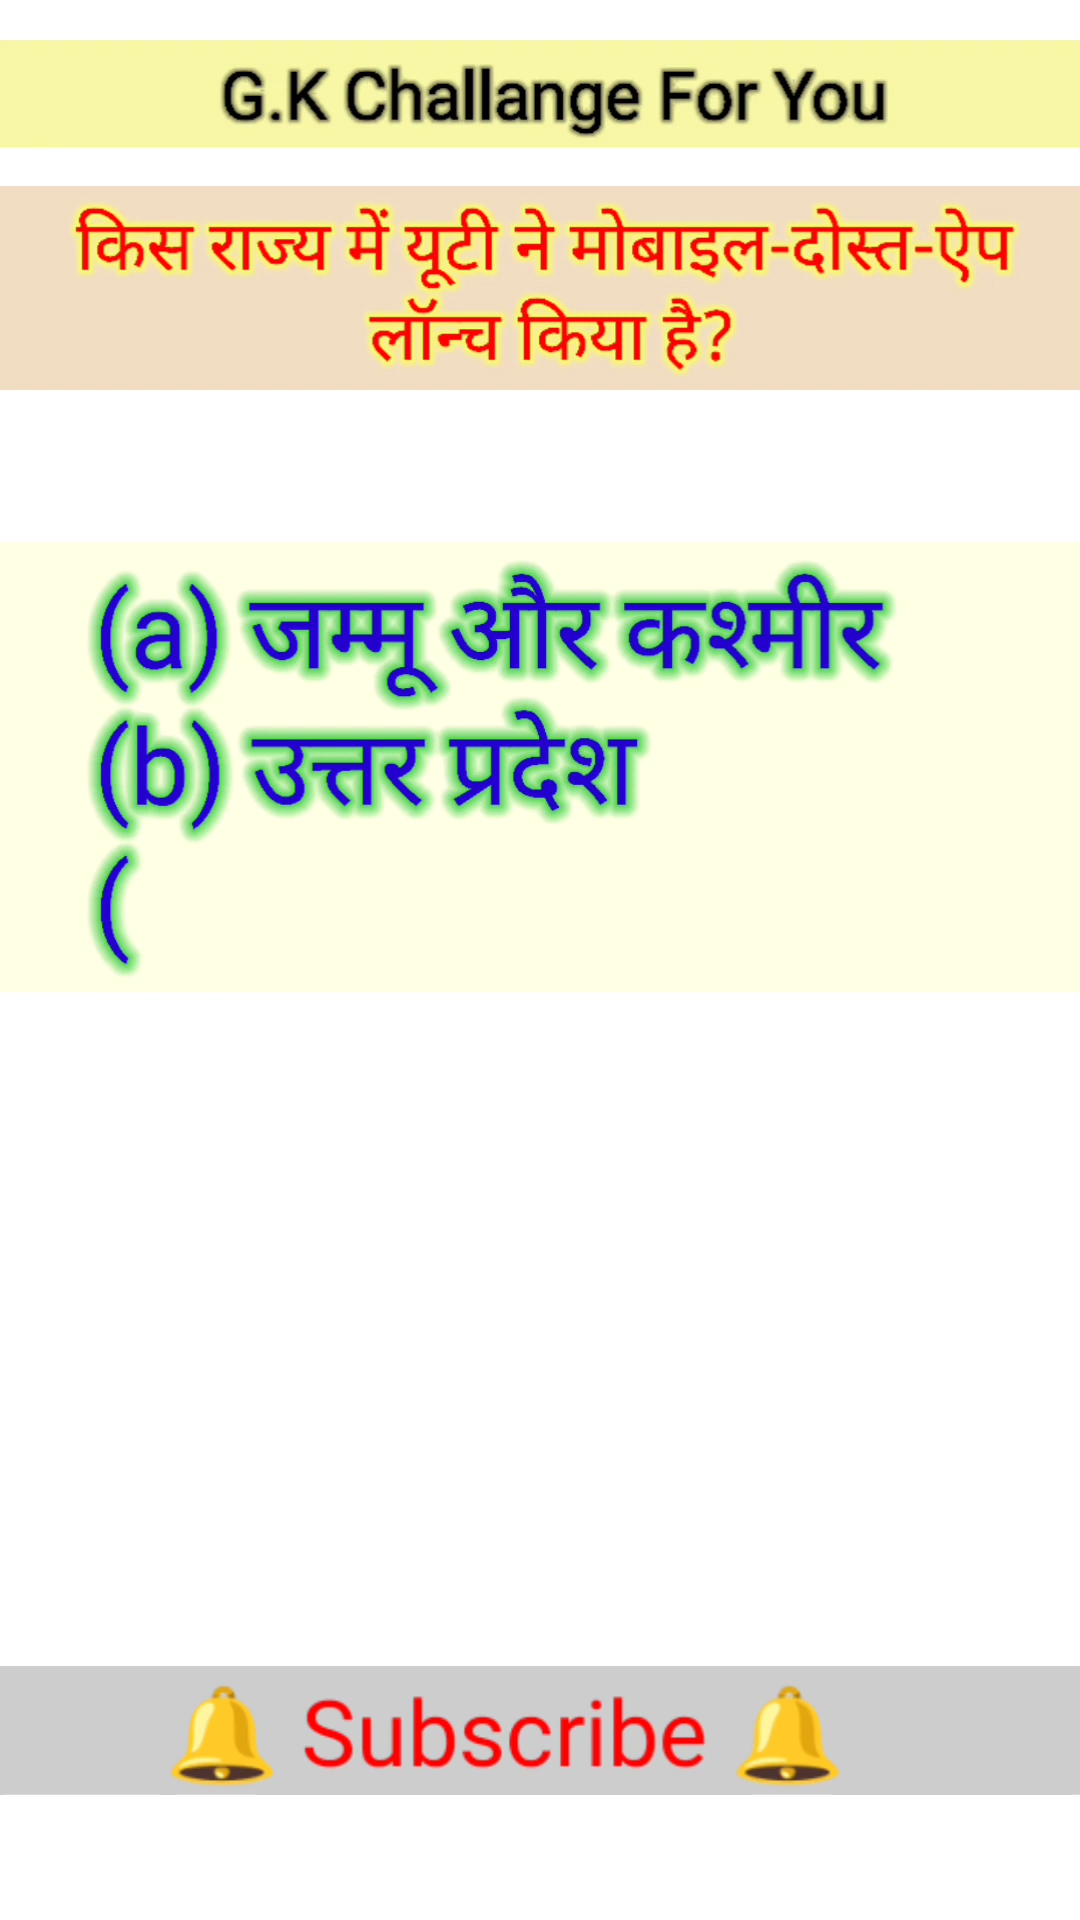 G.K Challange For You
किस राज्य में यूटी ने मोबाइल-दोस्त-ऐप
लॉन्च किया है?
(a) जम्मू और कश्मीर
(b) उत्तर प्रदेश
(
🔔 Subscribe 🔔